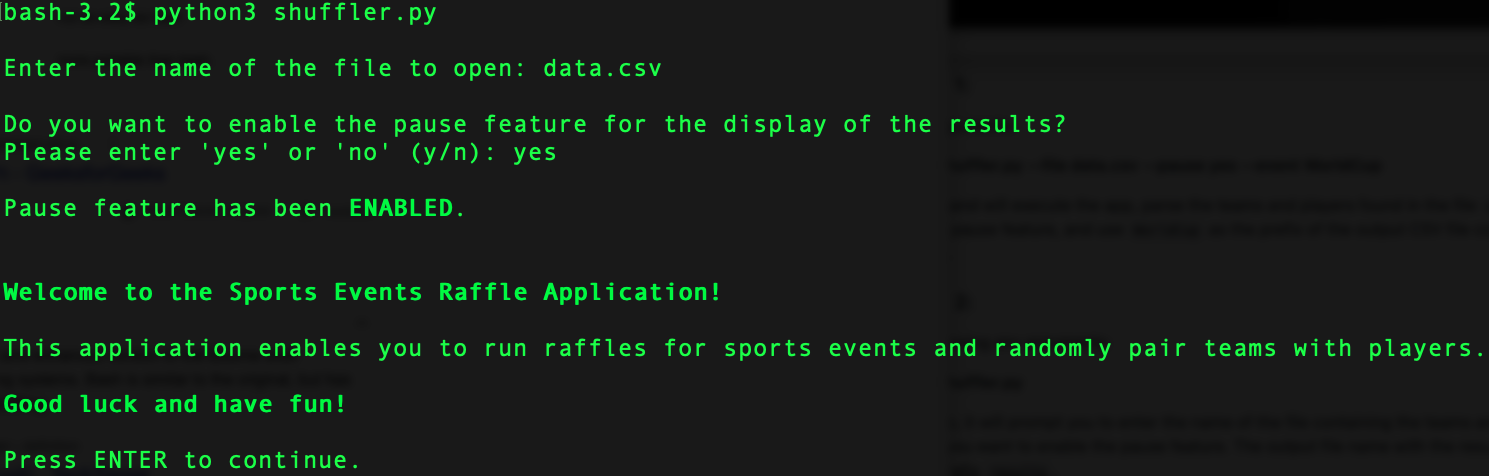 bash-3.2$ python3 shuffler.py
Enter the name of the file to open: data.csv
Do you want to enable the pause feature for the display of the results?
Please enter 'yes' or 'no' (y/n): yes
Pause feature has been ENABLED.
Welcome to the Sports Events Raffle Application!
This application enables you to run raffles for sports events and randomly pair teams with players.
Good luck and have fun!
Press ENTER to continue.